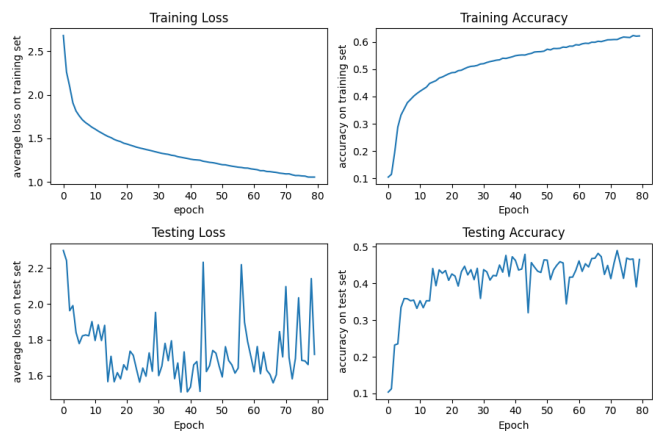 Training Loss
average loss on training set
2.5
2.0
1.5
1.0
0 10 20 30 40 50 60 70 80
epoch
Training Accuracy
accuracy on training set
0.6
0.5
0.4
0.3
0.2
0.1
0 10 20 30 40 50 60 70 80
Epoch
Testing Loss
average loss on test set
2.2
2.0
1.8
1.6
0 10 20 30 40 50 60 70 80
Epoch
Testing Accuracy
accuracy on test set
0.5
0.4
0.3
0.2
0.1
0 10 20 30 40 50 60 70 80
Epoch